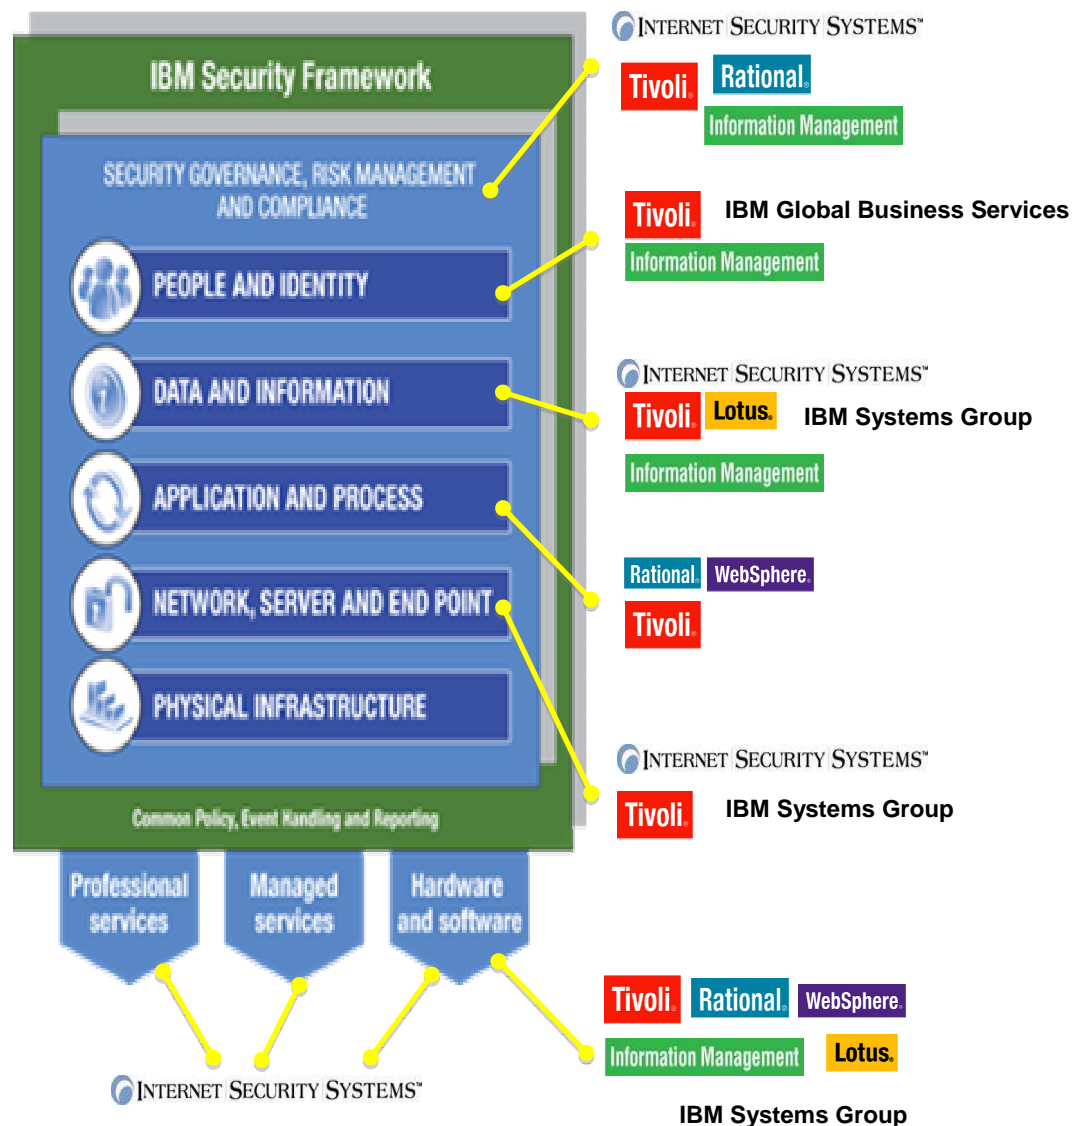 IBM Security Framework
SECURITY GOVERNANCE, RISK MANAGEMENT
AND COMPLIANCE
PEOPLE AND IDENTITY
DATA AND INFORMATION
APPLICATION AND PROCESS
NETWORK, SERVER AND END POINT
PHYSICAL INFRASTRUCTURE
Common Policy, Event Handling and Reporting
Professional
services
Managed
services
Hardware
and software
INTERNET SECURITY SYSTEMS™
INTERNET SECURITY SYSTEMS™
Tivoli®
Rational®
Information Management
Tivoli®
IBM Global Business Services
Information Management
INTERNET SECURITY SYSTEMS™
Tivoli®
Lotus®
IBM Systems Group
Information Management
Rational®
WebSphere®
Tivoli®
INTERNET SECURITY SYSTEMS™
Tivoli®
IBM Systems Group
Tivoli®
Rational®
WebSphere®
Information Management
Lotus®
IBM Systems Group